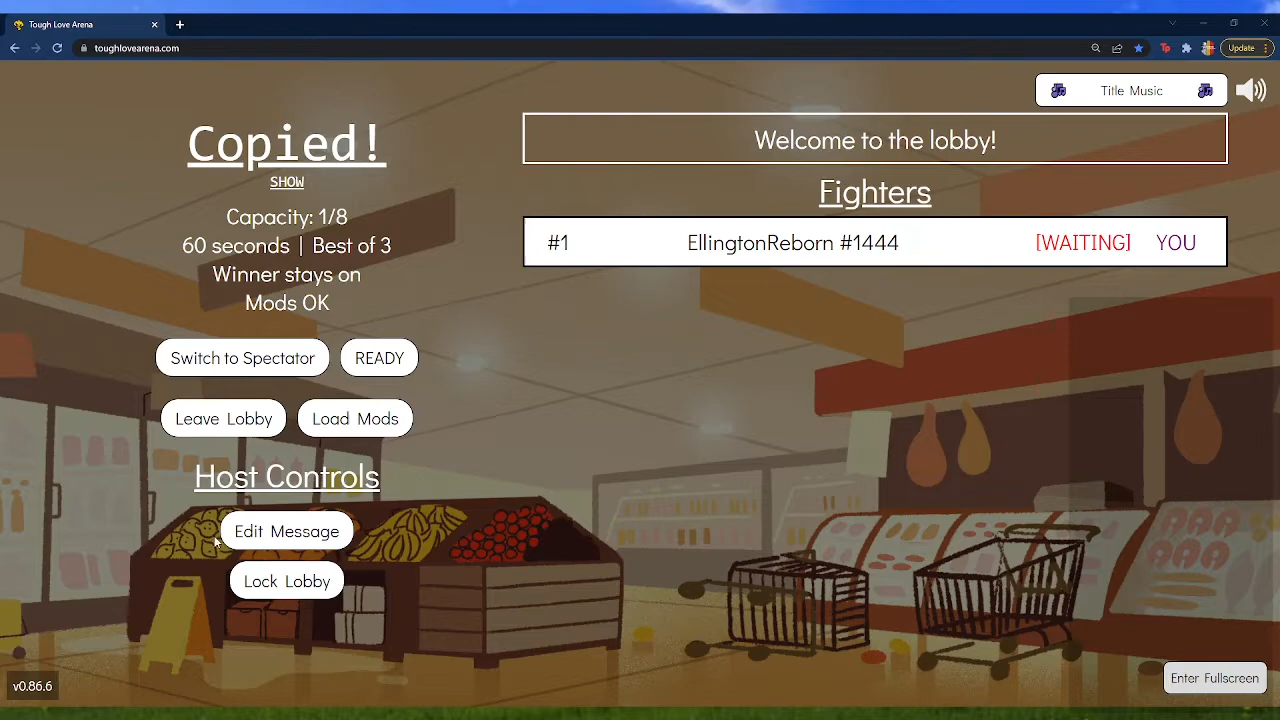 Tough Love Arena
toughlovearena.com
Update
Title Music
Copied!
SHOW
Capacity: 1/8
60 seconds | Best of 3
Winner stays on
Mods OK
Switch to Spectator
READY
Leave Lobby
Load Mods
Host Controls
Edit Message
Lock Lobby
Welcome to the lobby!
Fighters
#1 EllingtonReborn #1444 [WAITING] YOU
v0.86.6
Enter Fullscreen